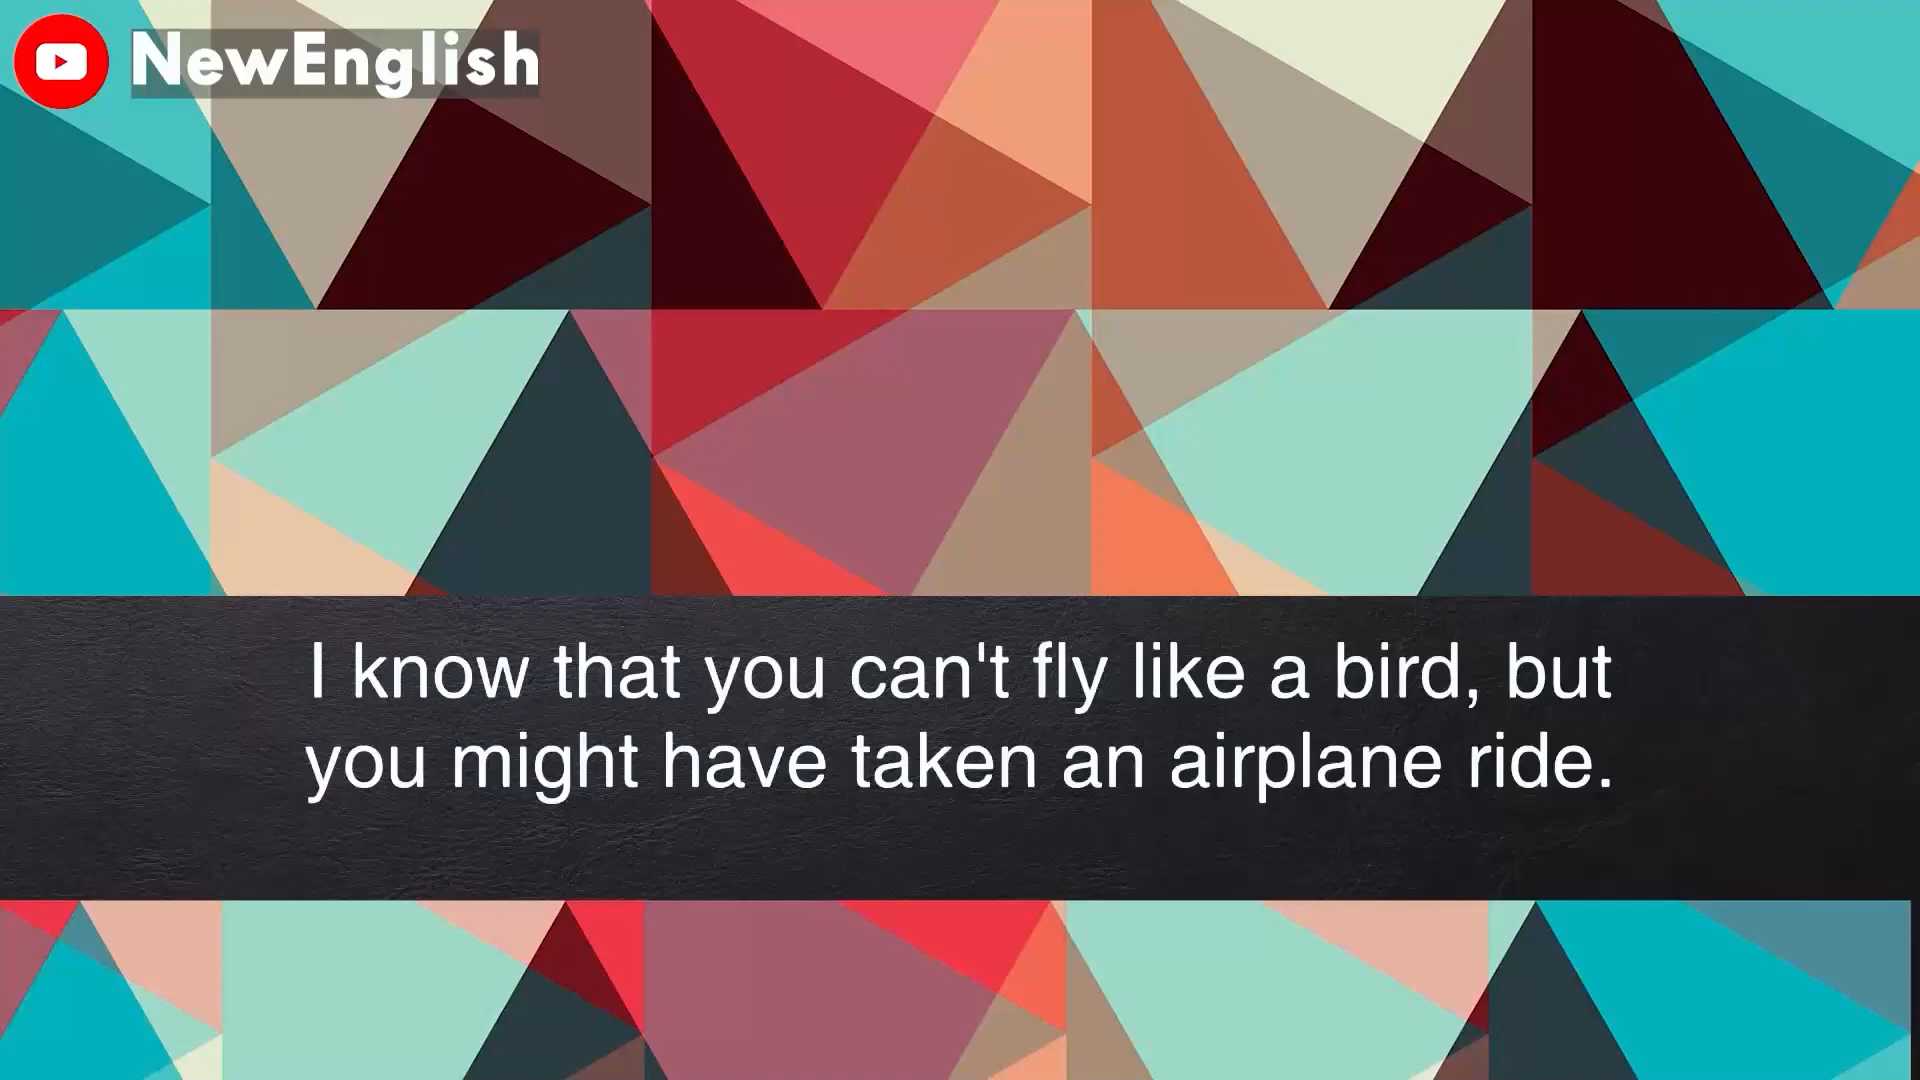 NewEnglish
I know that you can't fly like a bird, but
you might have taken an airplane ride.